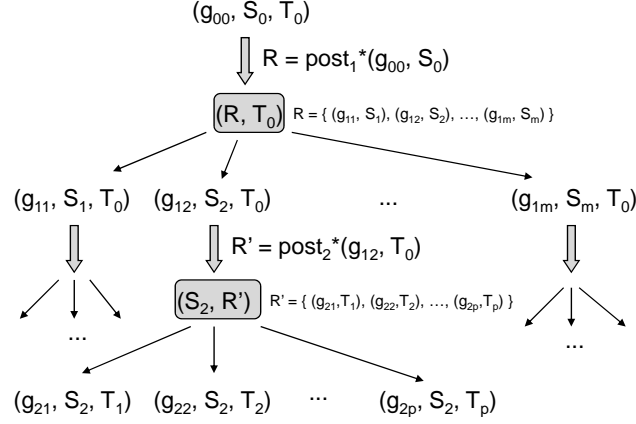 (g₀₀, S₀, T₀)
R = post₁*(g₀₀, S₀)
(R, T₀) R = { (g₁₁, S₁), (g₁₂, S₂), ..., (g₁ₘ, Sₘ) }
(g₁₁, S₁, T₀) (g₁₂, S₂, T₀) ... (g₁ₘ, Sₘ, T₀)
R' = post₂*(g₁₂, T₀)
(S₂, R') R' = { (g₂₁,T₁), (g₂₂,T₂), ..., (g₂ₚ,Tₚ) }
... ...
(g₂₁, S₂, T₁) (g₂₂, S₂, T₂) ... (g₂ₚ, S₂, Tₚ)